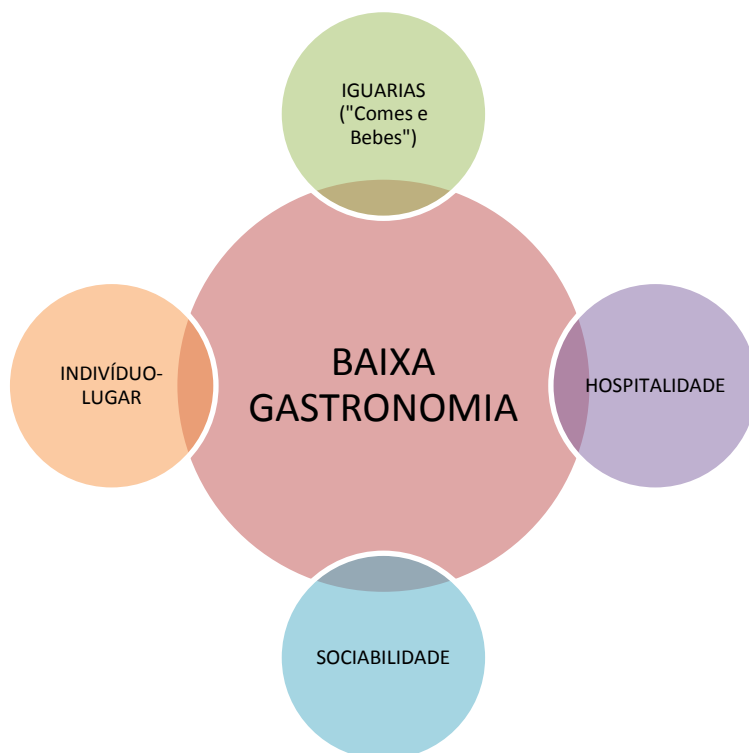 IGUARIAS
("Comes e
Bebes")
BAIXA
GASTRONOMIA
INDIVÍDUO-
LUGAR
HOSPITALIDADE
SOCIABILIDADE